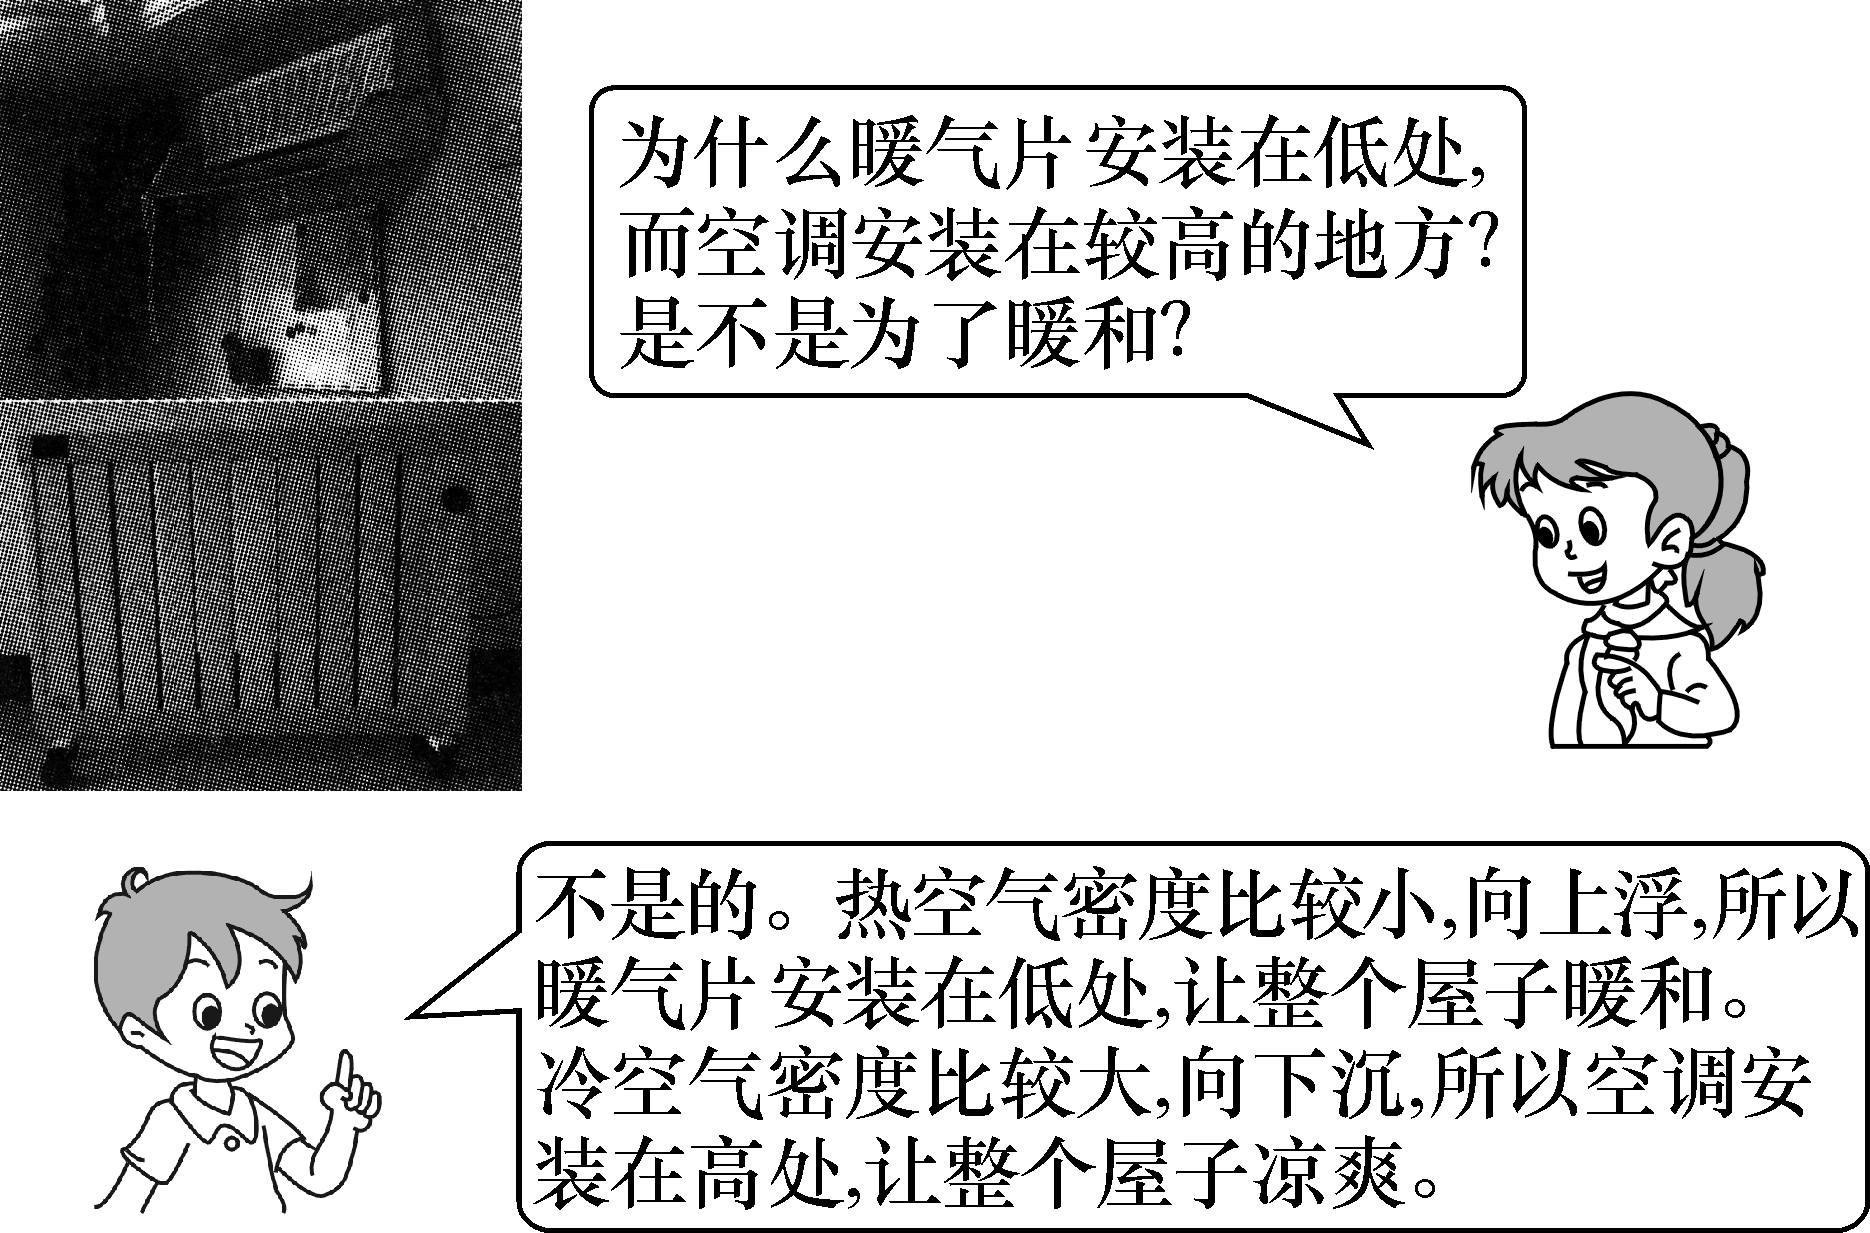 为什么暖气片安装在低处,
而空调安装在较高的地方?
是不是为了暖和?
不是的。热空气密度比较小,向上浮,所以
暖气片安装在低处,让整个屋子暖和。
冷空气密度比较大,向下沉,所以空调安
装在高处,让整个屋子凉爽。